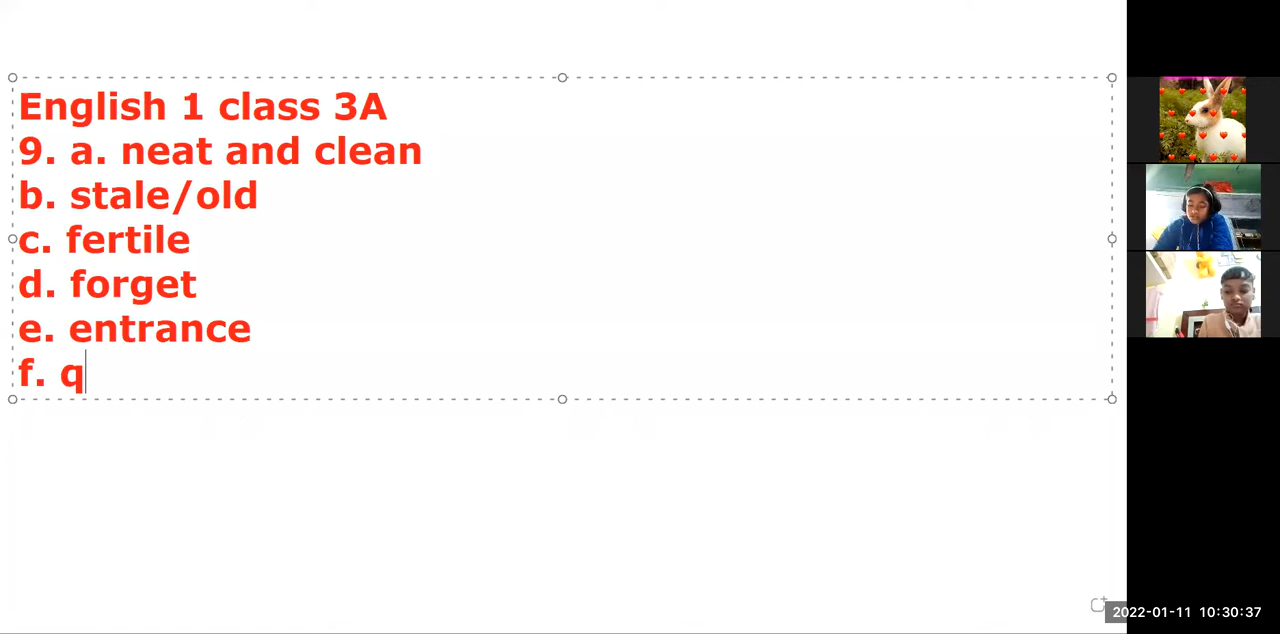 English 1 class 3A
9. a. neat and clean
b. stale/old
c. fertile
d. forget
e. entrance
f. q
2022-01-11 10:30:37